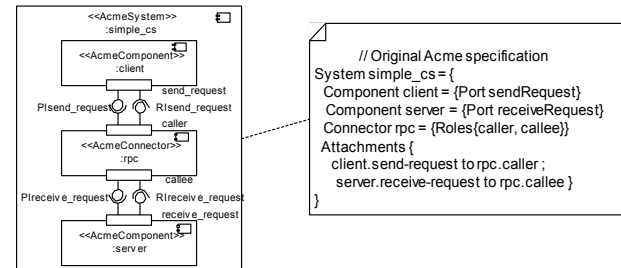 <<AcmeSystem>>
:simple_cs
<<AcmeComponent>>
:client
send_request
PIsend_request RIsend_request
caller
<<AcmeConnector>>
:rpc
callee
PIreceive_request RIreceive_request
receive_request
<<AcmeComponent>>
:server
// Original Acme specification
System simple_cs = {
Component client = {Port sendRequest}
Component server = {Port receiveRequest}
Connector rpc = {Roles{caller, callee}}
Attachments {
client.send-request to rpc.caller ;
server.receive-request to rpc.callee }
}